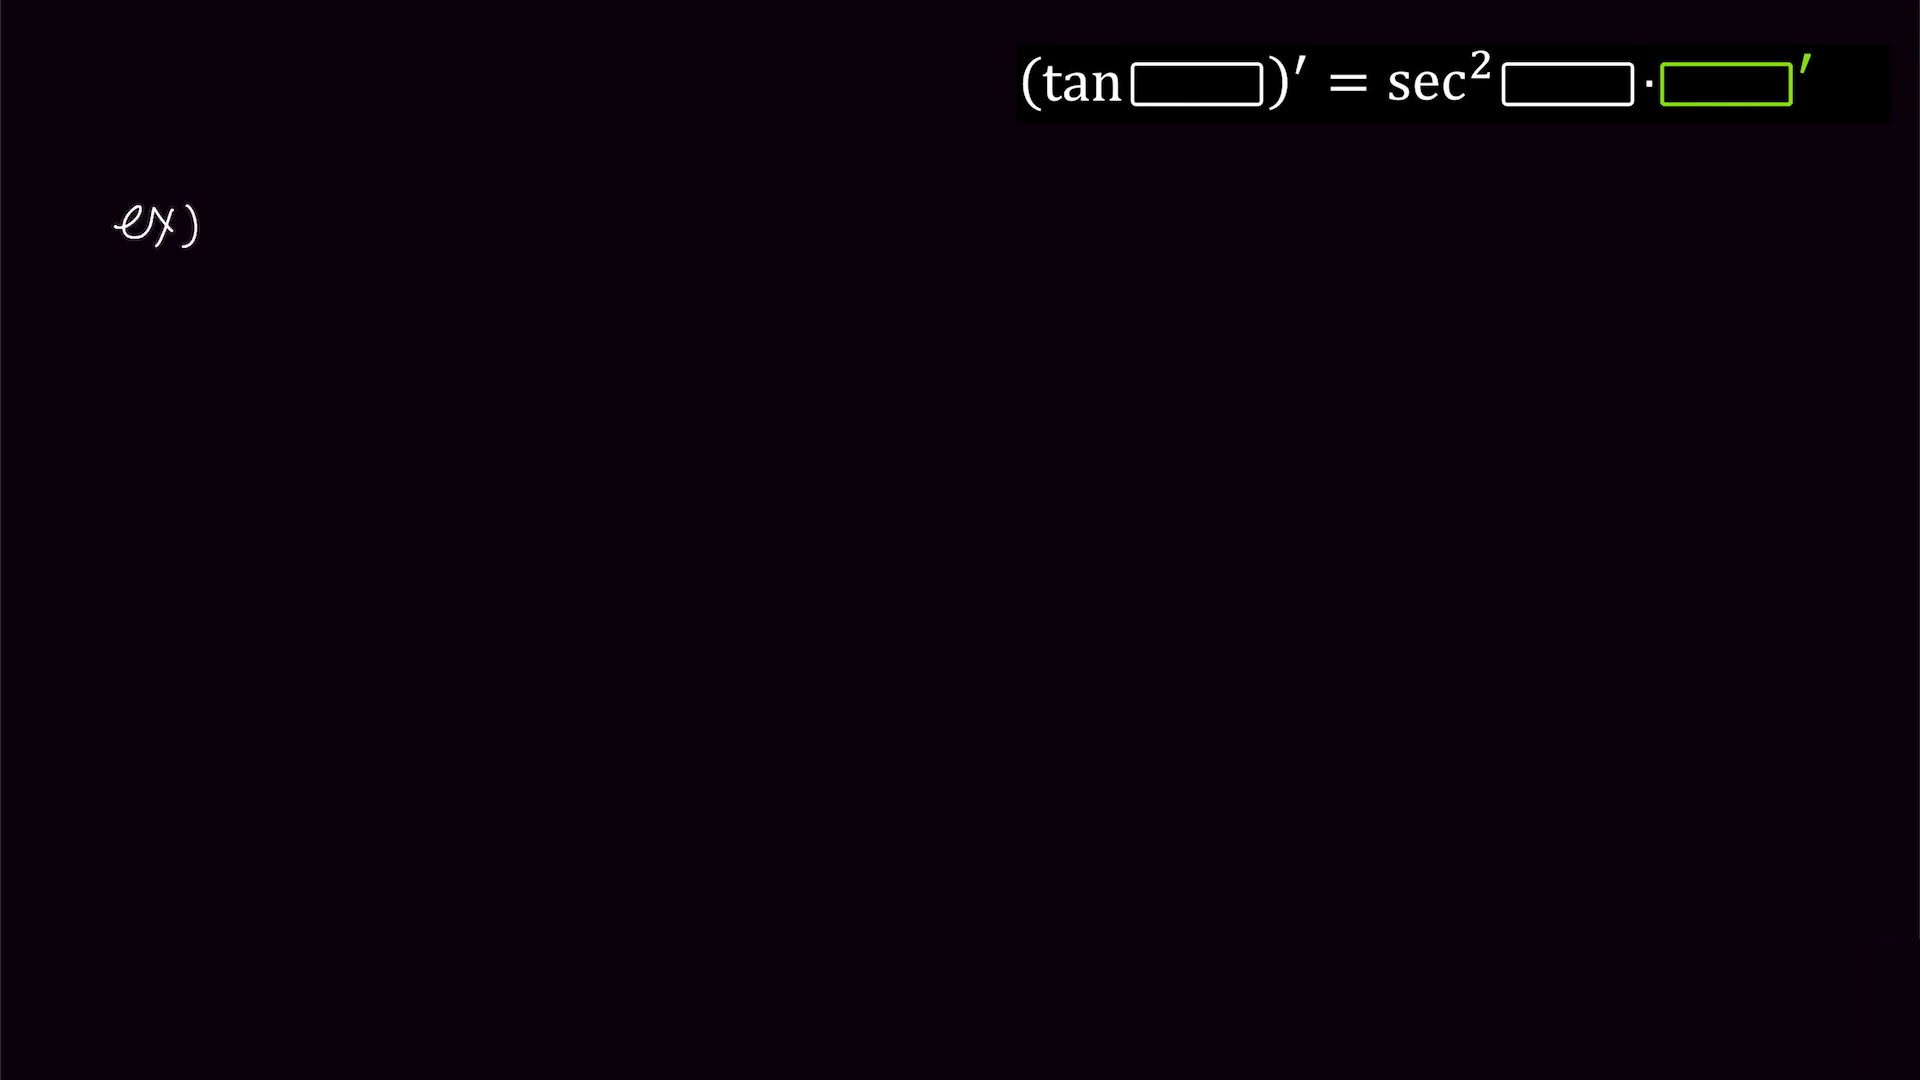 (tan▭)′ = sec²▭·▭′
ex)